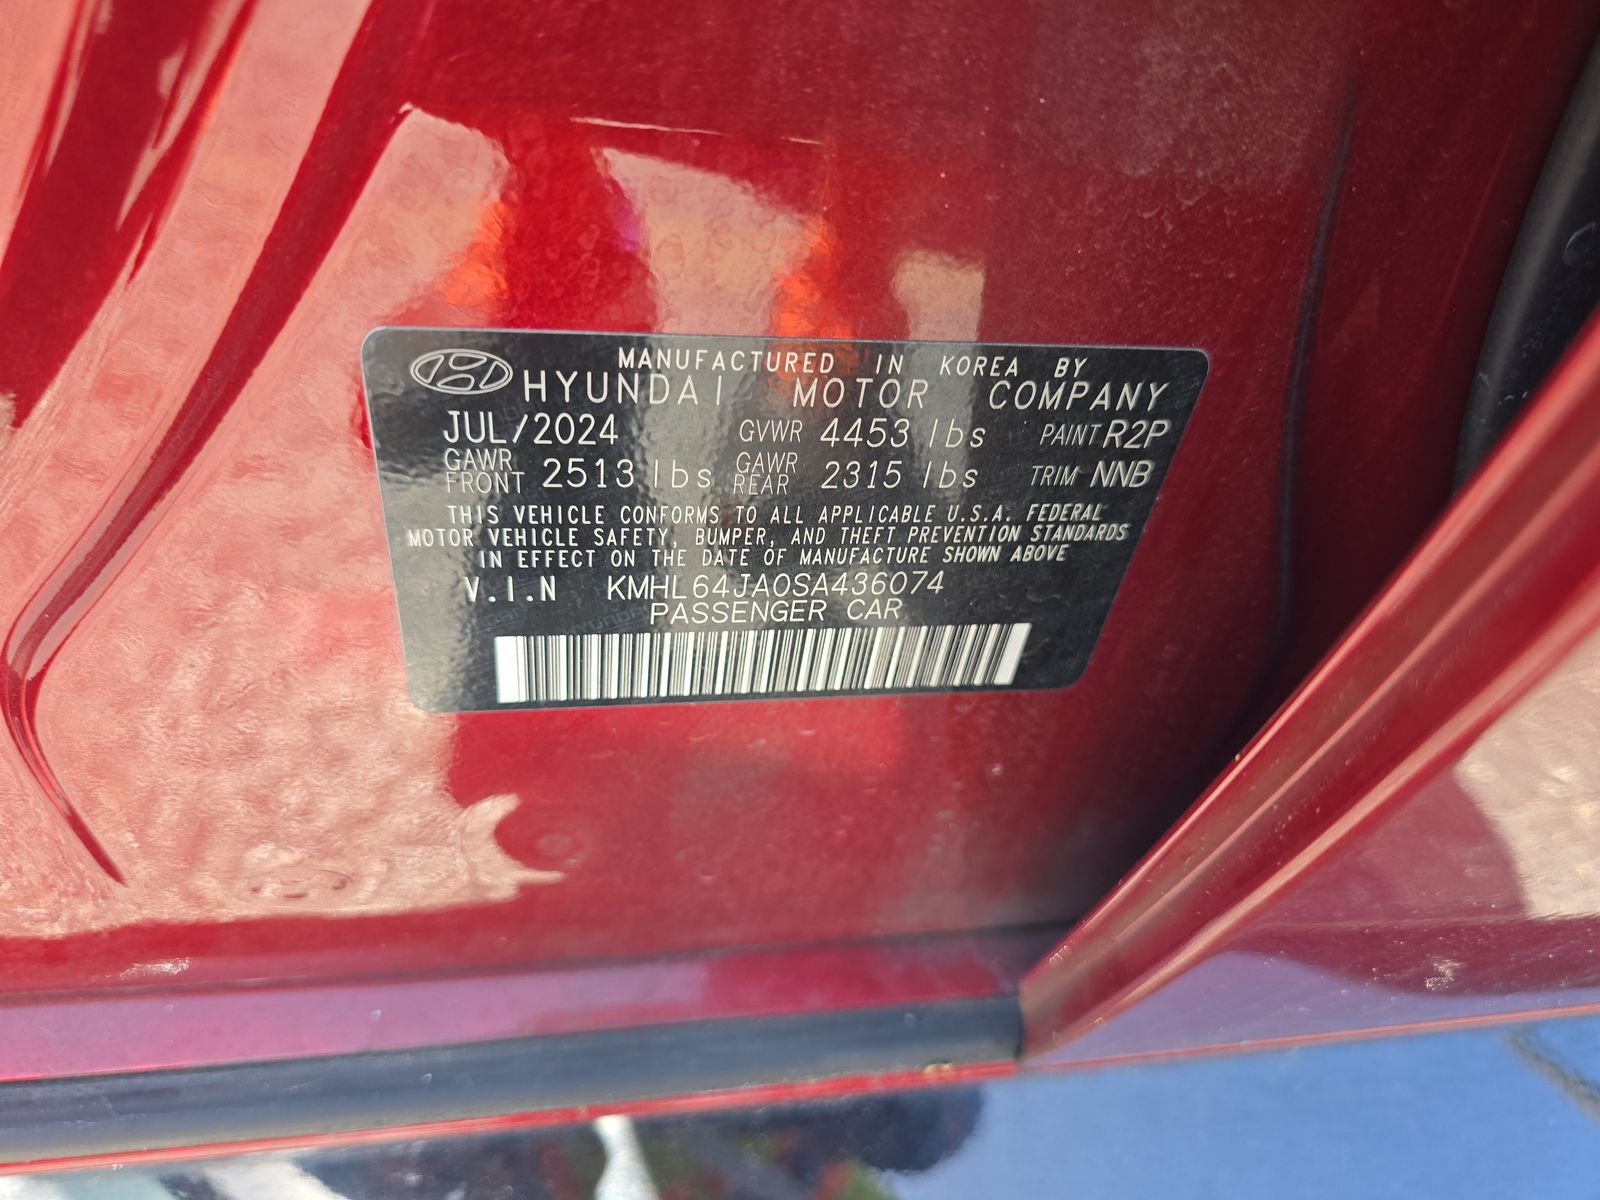 MANUFACTURED IN KOREA BY
HYUNDAI MOTOR COMPANY
JUL/2024 GVWR 4453 lbs PAINT R2P
GAWR FRONT 2513 lbs GAWR REAR 2315 lbs TRIM NNB
THIS VEHICLE CONFORMS TO ALL APPLICABLE U.S.A. FEDERAL
MOTOR VEHICLE SAFETY, BUMPER, AND THEFT PREVENTION STANDARDS
IN EFFECT ON THE DATE OF MANUFACTURE SHOWN ABOVE
V.I.N KMHL64JA0SA436074
PASSENGER CAR